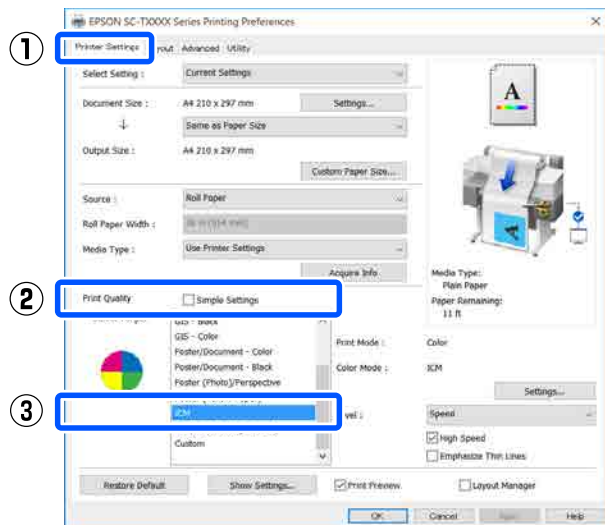 EPSON SC-TXXXX Series Printing Preferences
①
Printer Settings yout Advanced Utility
Select Setting : Current Settings
Document Size : A4 210 x 297 mm Settings...
Same as Paper Size
Output Size : A4 210 x 297 mm
Custom Paper Size...
Source : Roll Paper
Roll Paper Width :
Media Type : Use Printer Settings
Acquire Info
A
Media Type:
Plain Paper
Paper Remaining:
11 ft
②
Print Quality Simple Settings
GIS - Black
GIS - Color
Poster/Document - Color
Poster/Document - Black
Poster (Photo)/Perspective
③
ICM
Custom
Print Mode : Color
Color Mode : ICM
Settings...
vel : Speed
High Speed
Emphasize Thin Lines
Restore Default Show Settings... Print Preview Layout Manager
OK Cancel Help